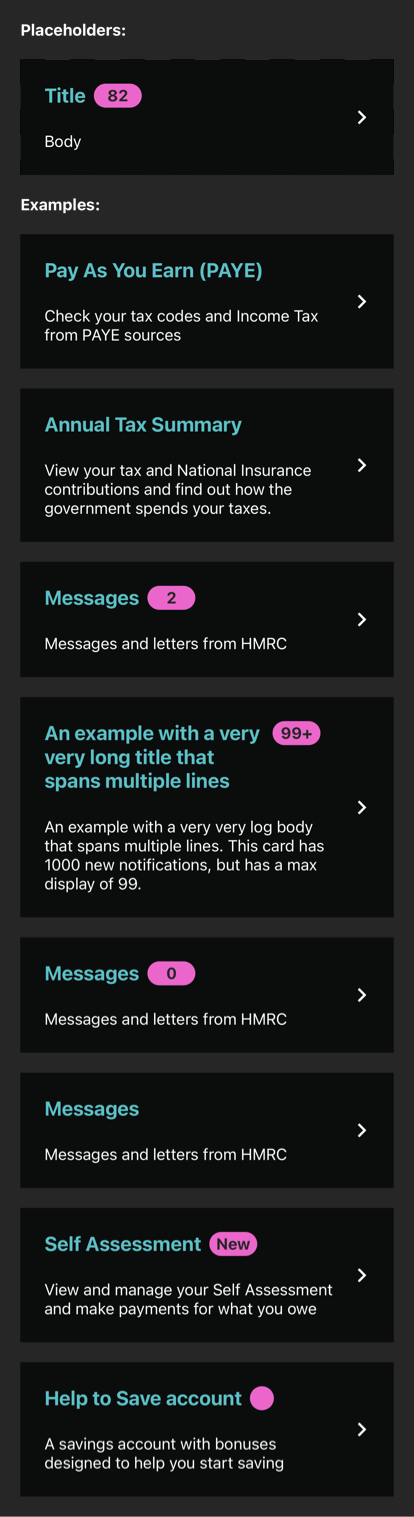 Placeholders:
Title 82
Body
Examples:
Pay As You Earn (PAYE)
Check your tax codes and Income Tax
from PAYE sources
Annual Tax Summary
View your tax and National Insurance
contributions and find out how the
government spends your taxes.
Messages 2
Messages and letters from HMRC
An example with a very 99+
very long title that
spans multiple lines
An example with a very very log body
that spans multiple lines. This card has
1000 new notifications, but has a max
display of 99.
Messages 0
Messages and letters from HMRC
Messages
Messages and letters from HMRC
Self Assessment New
View and manage your Self Assessment
and make payments for what you owe
Help to Save account
A savings account with bonuses
designed to help you start saving